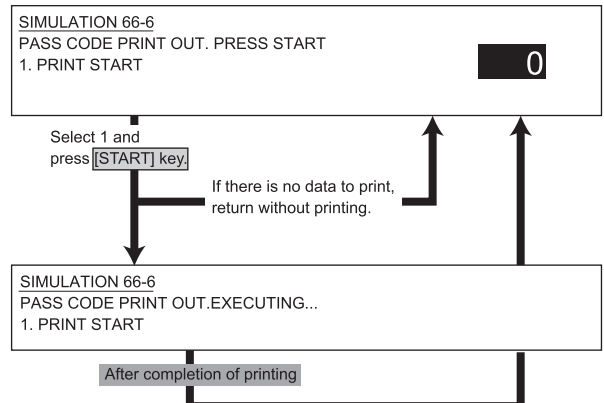 SIMULATION 66-6
PASS CODE PRINT OUT. PRESS START
1. PRINT START
0
Select 1 and
press [START] key.
If there is no data to print,
return without printing.
SIMULATION 66-6
PASS CODE PRINT OUT.EXECUTING...
1. PRINT START
After completion of printing